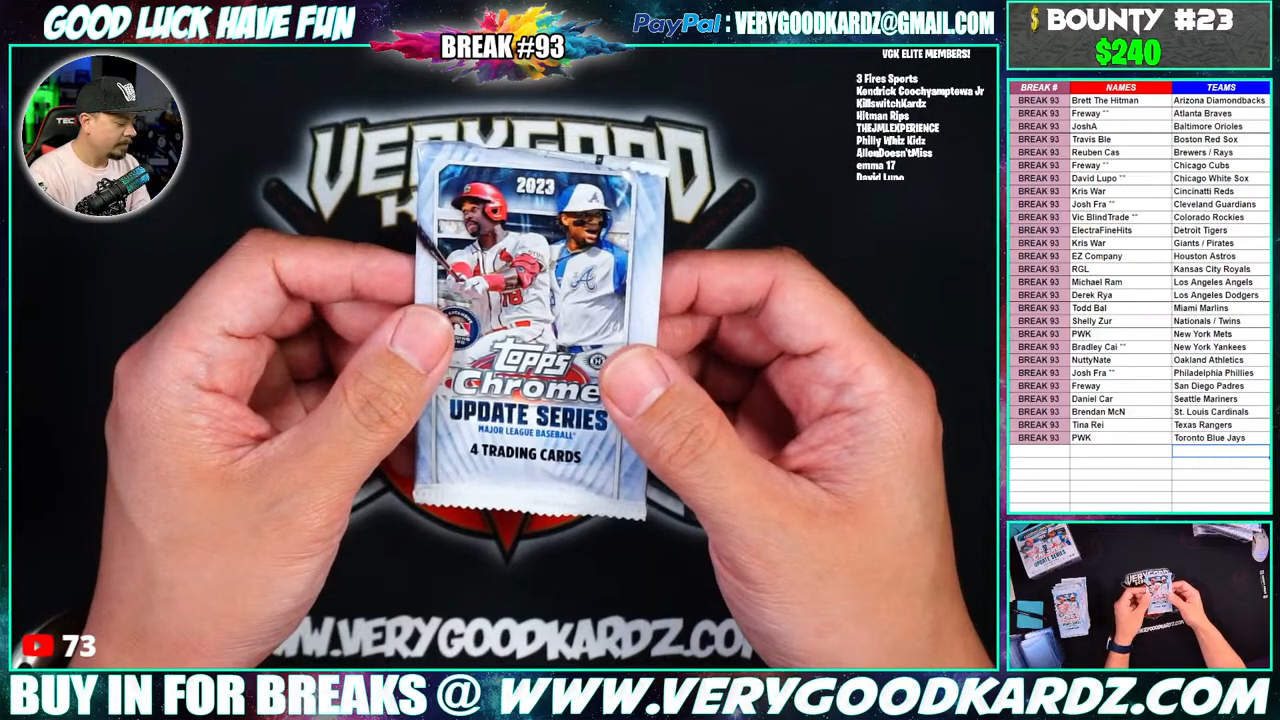 GOOD LUCK HAVE FUN
BREAK #93
PayPal : VERYGOODKARDZ@GMAIL.COM
$ BOUNTY #23
$240
VGK ELITE MEMBERS!
3 Fires Sports
Kendrick Coochyamptowa Jr
KillswitchKardz
Hitman Rips
THEJMLEXPERIENCE
Philly Whiz Kidz
AllenDoesn'tMiss
emma 17
David Lupo
TEC
VERYGOOD
2023
A
18
topps
Chrome
UPDATE SERIES
MAJOR LEAGUE BASEBALL
4 TRADING CARDS
WWW.VERYGOODKARDZ.CO
73
BREAK # NAMES TEAMS
BREAK 93 Brett The Hitman Arizona Diamondbacks
BREAK 93 Freway ** Atlanta Braves
BREAK 93 JoshA Baltimore Orioles
BREAK 93 Travis Ble Boston Red Sox
BREAK 93 Reuben Cas Brewers / Rays
BREAK 93 Freway ** Chicago Cubs
BREAK 93 David Lupo ** Chicago White Sox
BREAK 93 Kris War Cincinatti Reds
BREAK 93 Josh Fra ** Cleveland Guardians
BREAK 93 Vic BlindTrade ** Colorado Rockies
BREAK 93 ElectraFineHits Detroit Tigers
BREAK 93 Kris War Giants / Pirates
BREAK 93 EZ Company Houston Astros
BREAK 93 RGL Kansas City Royals
BREAK 93 Michael Ram Los Angeles Angels
BREAK 93 Derek Rya Los Angeles Dodgers
BREAK 93 Todd Bal Miami Marlins
BREAK 93 Shelly Zur Nationals / Twins
BREAK 93 PWK New York Mets
BREAK 93 Bradley Cai ** New York Yankees
BREAK 93 NuttyNate Oakland Athletics
BREAK 93 Josh Fra ** Philadelphia Phillies
BREAK 93 Freway San Diego Padres
BREAK 93 Daniel Car Seattle Mariners
BREAK 93 Brendan McN St. Louis Cardinals
BREAK 93 Tina Rei Texas Rangers
BREAK 93 PWK Toronto Blue Jays
UPDATE SERIES
BUY IN FOR BREAKS @ WWW.VERYGOODKARDZ.COM